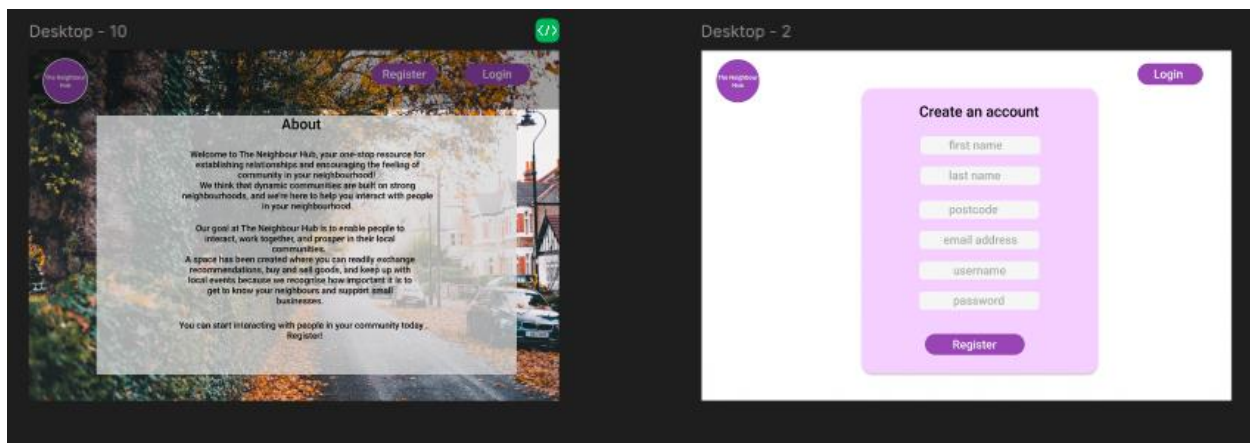 Desktop - 10
</>
The Neighbour
Hub
Register
Login
About
Welcome to The Neighbour Hub, your one-stop resource for
establishing relationships and encouraging the feeling of
community in your neighbourhood!
We think that dynamic communities are built on strong
neighbourhoods, and we're here to help you interact with people
in your neighbourhood.
Our goal at The Neighbour Hub is to enable people to
interact, work together, and prosper in their local
communities.
A space has been created where you can readily exchange
recommendations, buy and sell goods, and keep up with
local events because we recognise how important it is to
get to know your neighbours and support small
businesses.
You can start interacting with people in your community today .
Register!
Desktop - 2
The Neighbour
Hub
Login
Create an account
first name
last name
postcode
email address
username
password
Register